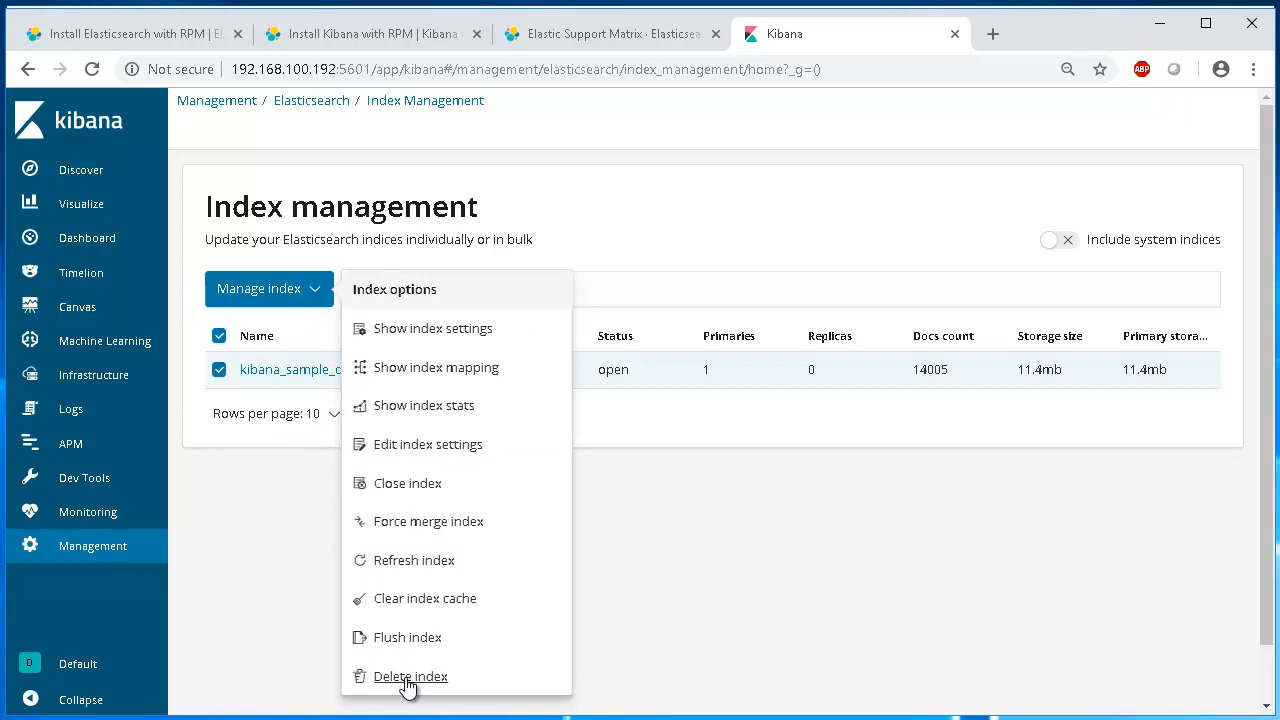 Install Elasticsearch with RPM | E
Install Kibana with RPM | Kibana
Elastic Support Matrix · Elasticsea
Kibana
Not secure
192.168.100.192:5601/app/kibana#/management/elasticsearch/index_management/home?_g=()
ABP
kibana
Management / Elasticsearch / Index Management
Discover
Visualize
Dashboard
Timelion
Canvas
Machine Learning
Infrastructure
Logs
APM
Dev Tools
Monitoring
Management
D Default
Collapse
Index management
Update your Elasticsearch indices individually or in bulk
Include system indices
Manage index
Name Status Primaries Replicas Docs count Storage size Primary stora...
kibana_sample_d open 1 0 14005 11.4mb 11.4mb
Rows per page: 10
Index options
Show index settings
Show index mapping
Show index stats
Edit index settings
Close index
Force merge index
Refresh index
Clear index cache
Flush index
Delete index